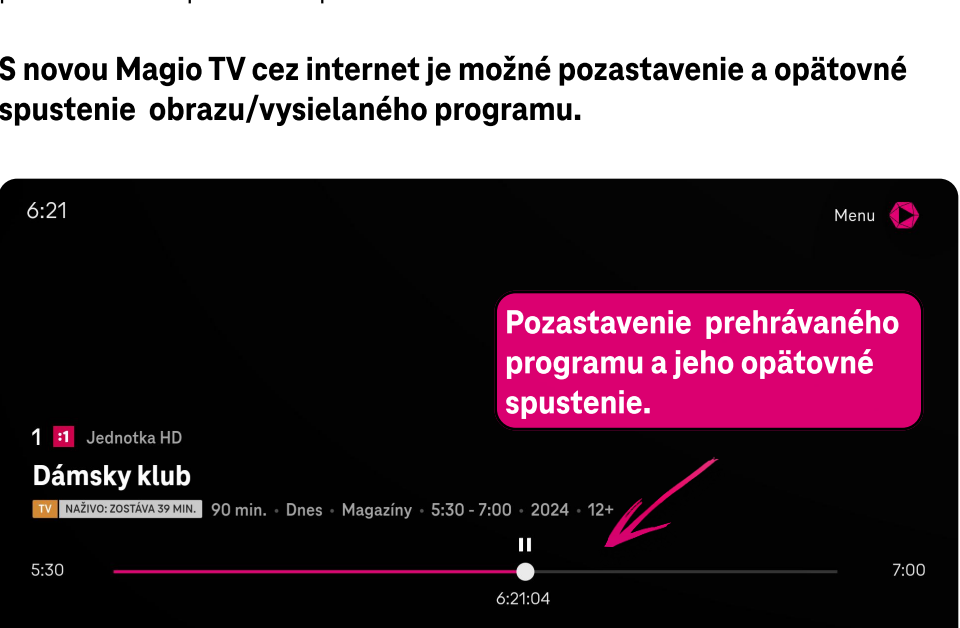 S novou Magio TV cez internet je možné pozastavenie a opätovné
spustenie obrazu/vysielaného programu.
6:21
Menu
Pozastavenie prehrávaného
programu a jeho opätovné
spustenie.
1 :1 Jednotka HD
Dámsky klub
TV NAŽIVO: ZOSTÁVA 39 MIN. 90 min. • Dnes • Magazíny • 5:30 - 7:00 • 2024 • 12+
5:30
7:00
6:21:04